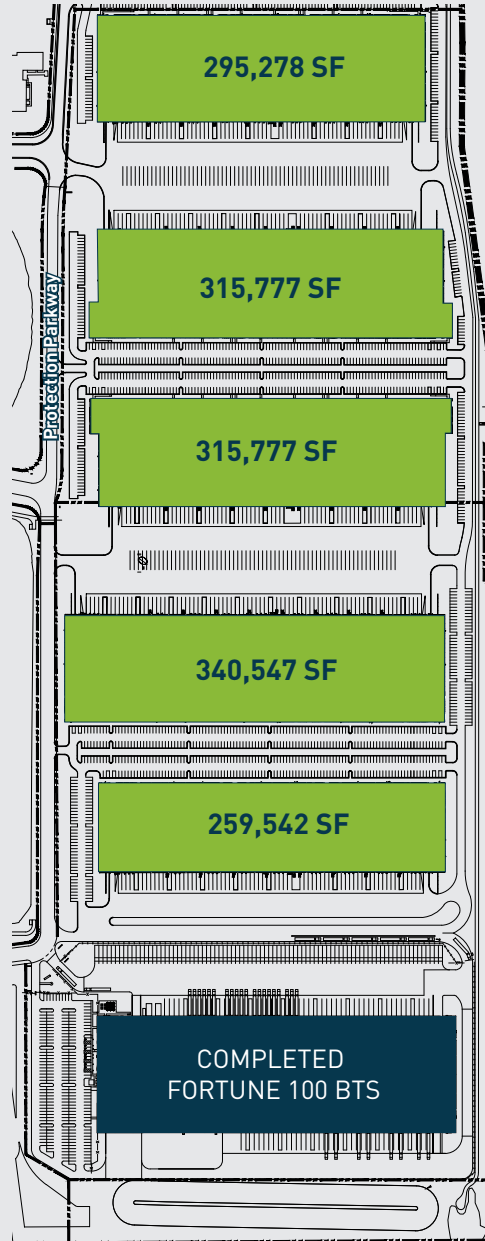 295,278 SF
315,777 SF
Protection Parkway
315,777 SF
340,547 SF
259,542 SF
COMPLETED
FORTUNE 100 BTS